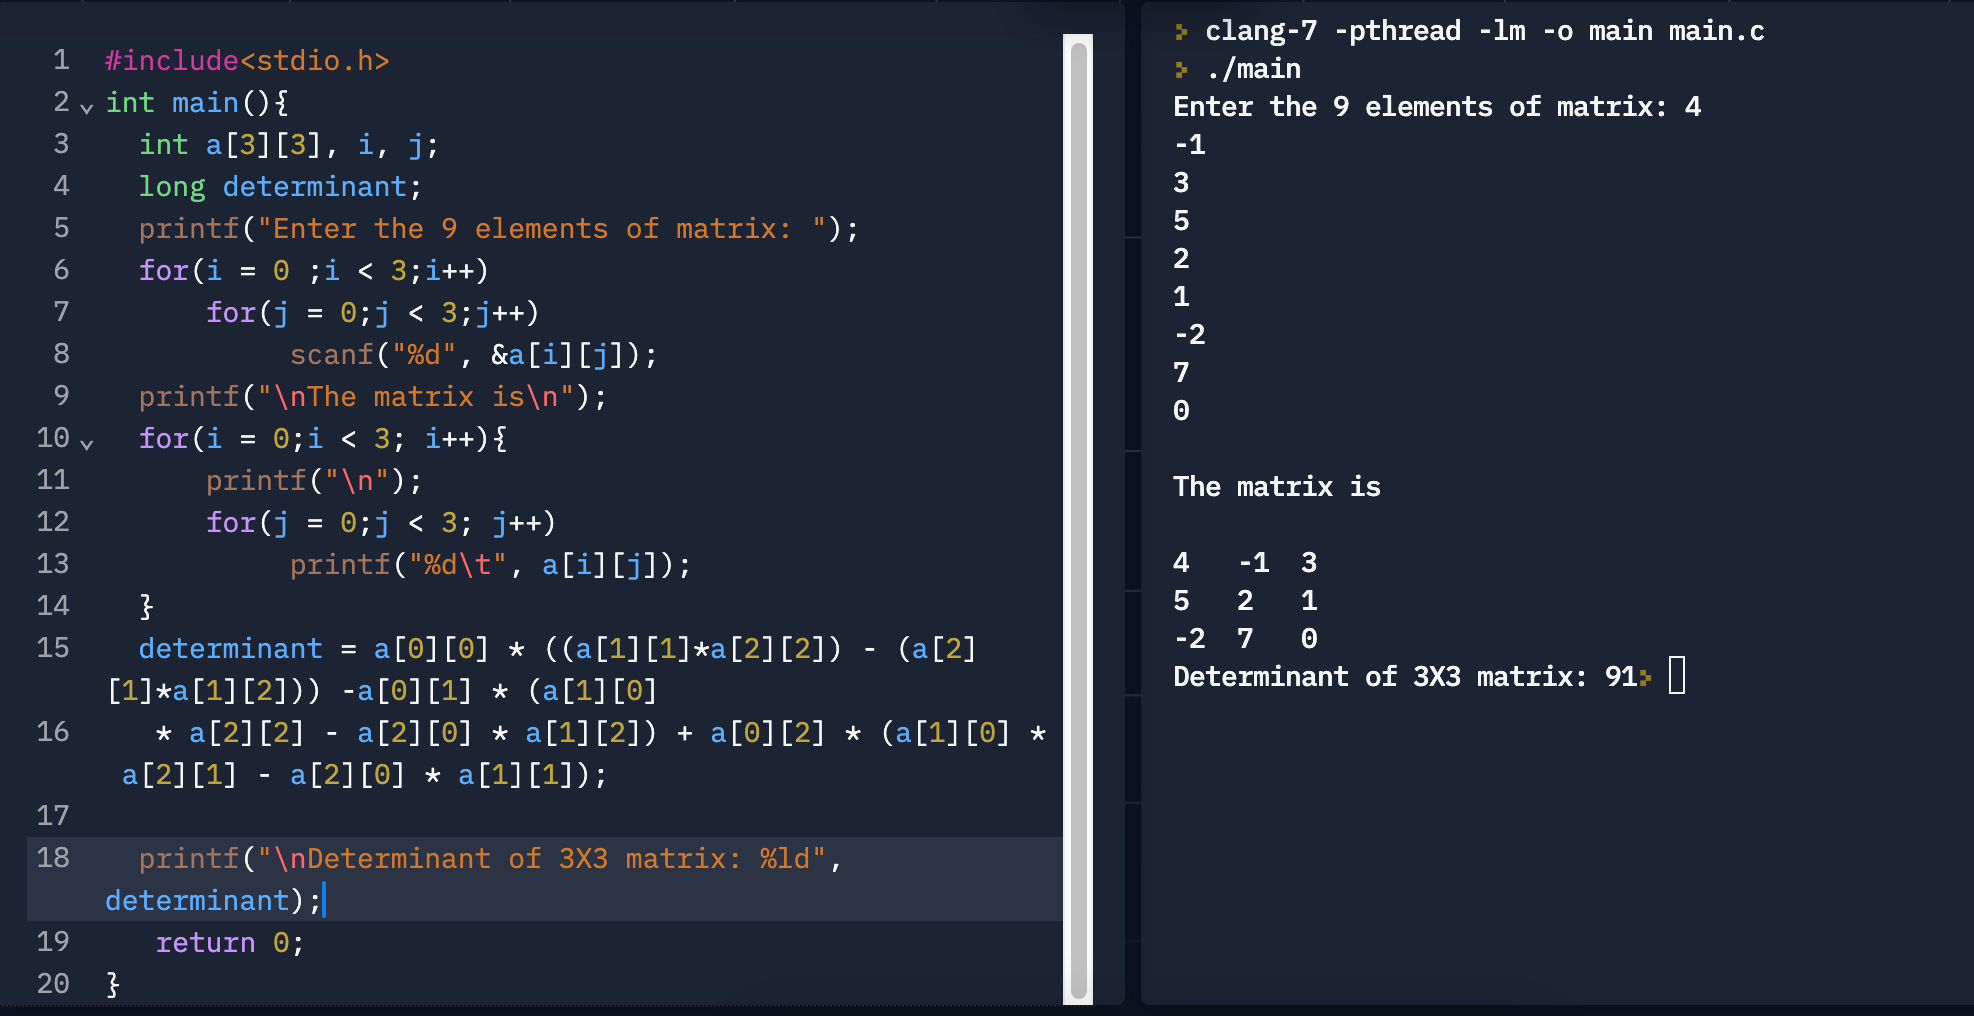 1 #include<stdio.h>
2 int main(){
3 int a[3][3], i, j;
4 long determinant;
5 printf("Enter the 9 elements of matrix: ");
6 for(i = 0 ;i < 3;i++)
7 for(j = 0;j < 3;j++)
8 scanf("%d", &a[i][j]);
9 printf("\nThe matrix is\n");
10 for(i = 0;i < 3; i++){
11 printf("\n");
12 for(j = 0;j < 3; j++)
13 printf("%d\t", a[i][j]);
14 }
15 determinant = a[0][0] * ((a[1][1]*a[2][2]) - (a[2]
[1]*a[1][2])) -a[0][1] * (a[1][0]
16 * a[2][2] - a[2][0] * a[1][2]) + a[0][2] * (a[1][0] *
a[2][1] - a[2][0] * a[1][1]);
17
18 printf("\nDeterminant of 3X3 matrix: %ld",
determinant);
19 return 0;
20 }
clang-7 -pthread -lm -o main main.c
./main
Enter the 9 elements of matrix: 4
-1
3
5
2
1
-2
7
0
The matrix is
4 -1 3
5 2 1
-2 7 0
Determinant of 3X3 matrix: 91